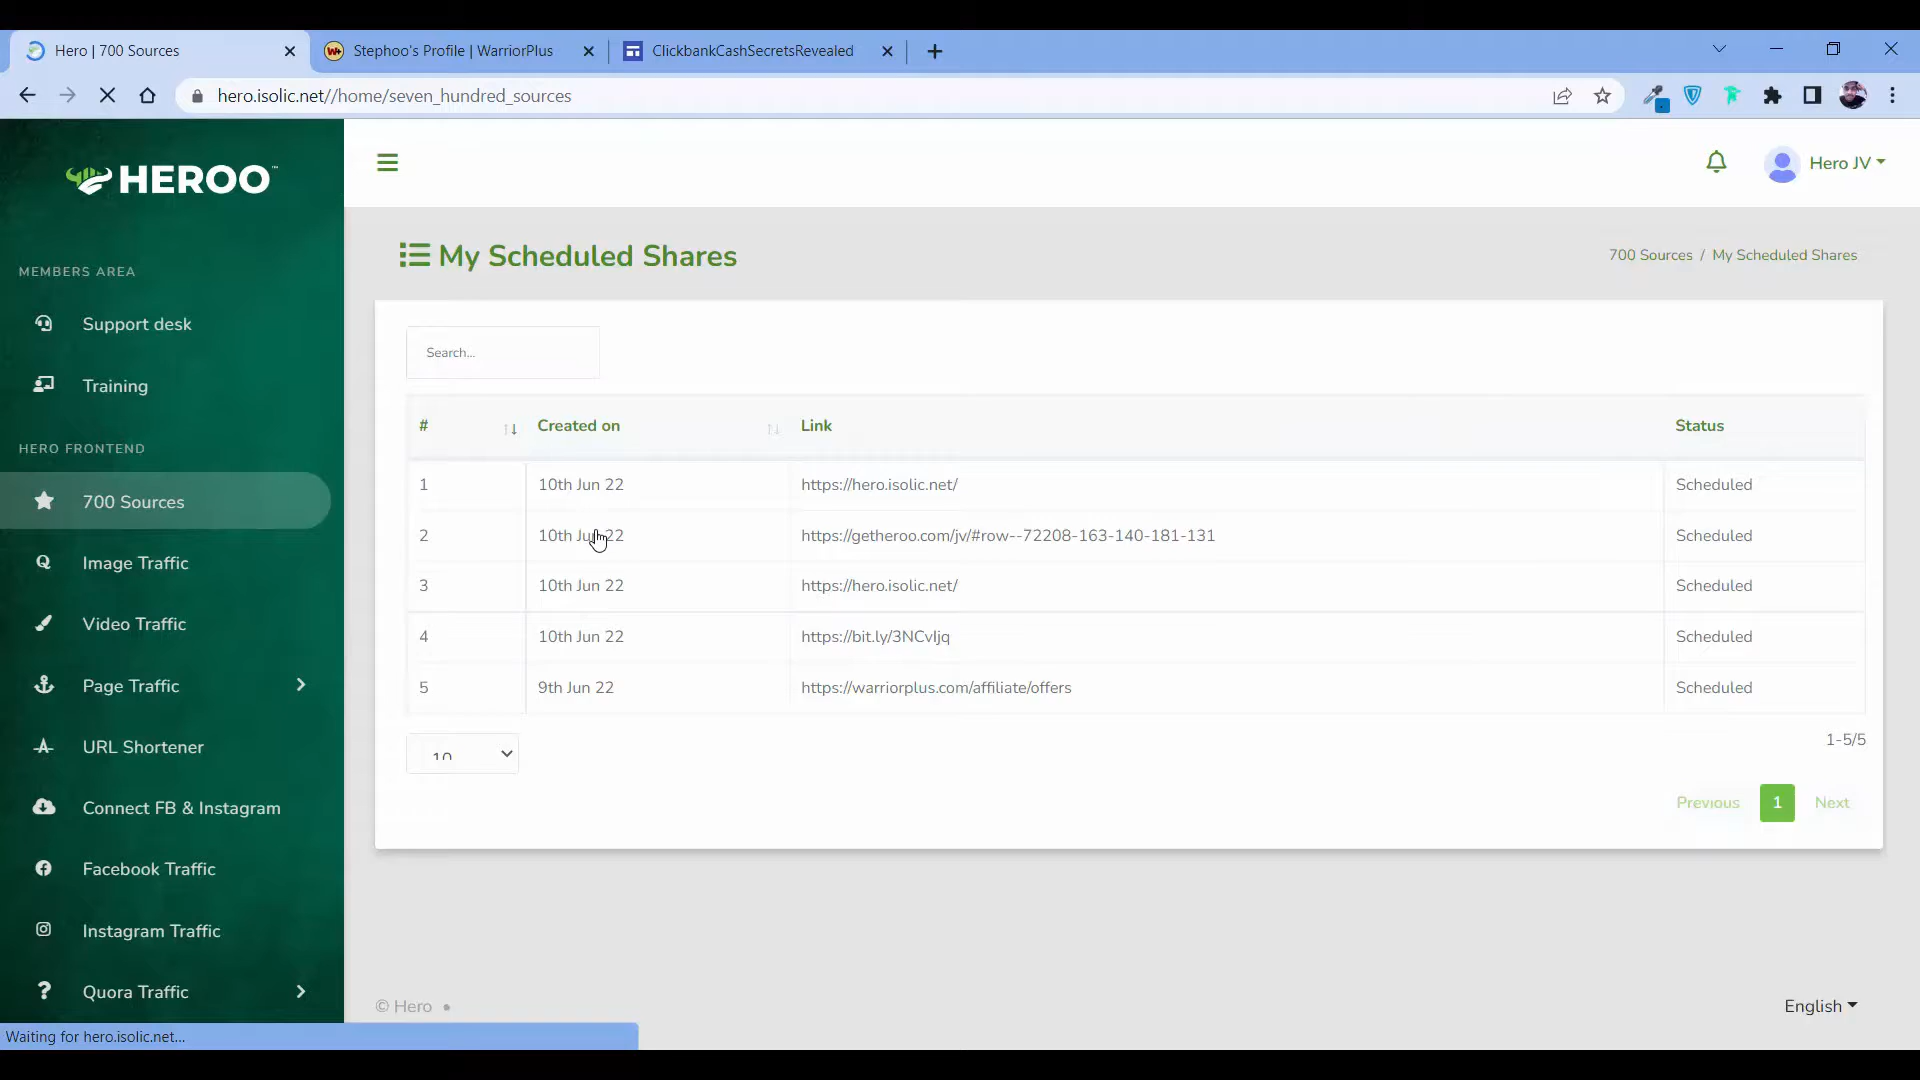 Hero | 700 Sources
Stephoo's Profile | WarriorPlus
ClickbankCashSecretsRevealed
hero.isolic.net//home/seven_hundred_sources
HEROO™
Hero JV
My Scheduled Shares
700 Sources / My Scheduled Shares
MEMBERS AREA
Support desk
Training
HERO FRONTEND
700 Sources
Image Traffic
Video Traffic
Page Traffic
URL Shortener
Connect FB & Instagram
Facebook Traffic
Instagram Traffic
Quora Traffic
Search...
# Created on Link Status
1 10th Jun 22 https://hero.isolic.net/ Scheduled
2 10th Jun 22 https://getheroo.com/jv/#row--72208-163-140-181-131 Scheduled
3 10th Jun 22 https://hero.isolic.net/ Scheduled
4 10th Jun 22 https://bit.ly/3NCvIjq Scheduled
5 9th Jun 22 https://warriorplus.com/affiliate/offers Scheduled
10
1-5/5
Previous 1 Next
© Hero •
English
Waiting for hero.isolic.net...